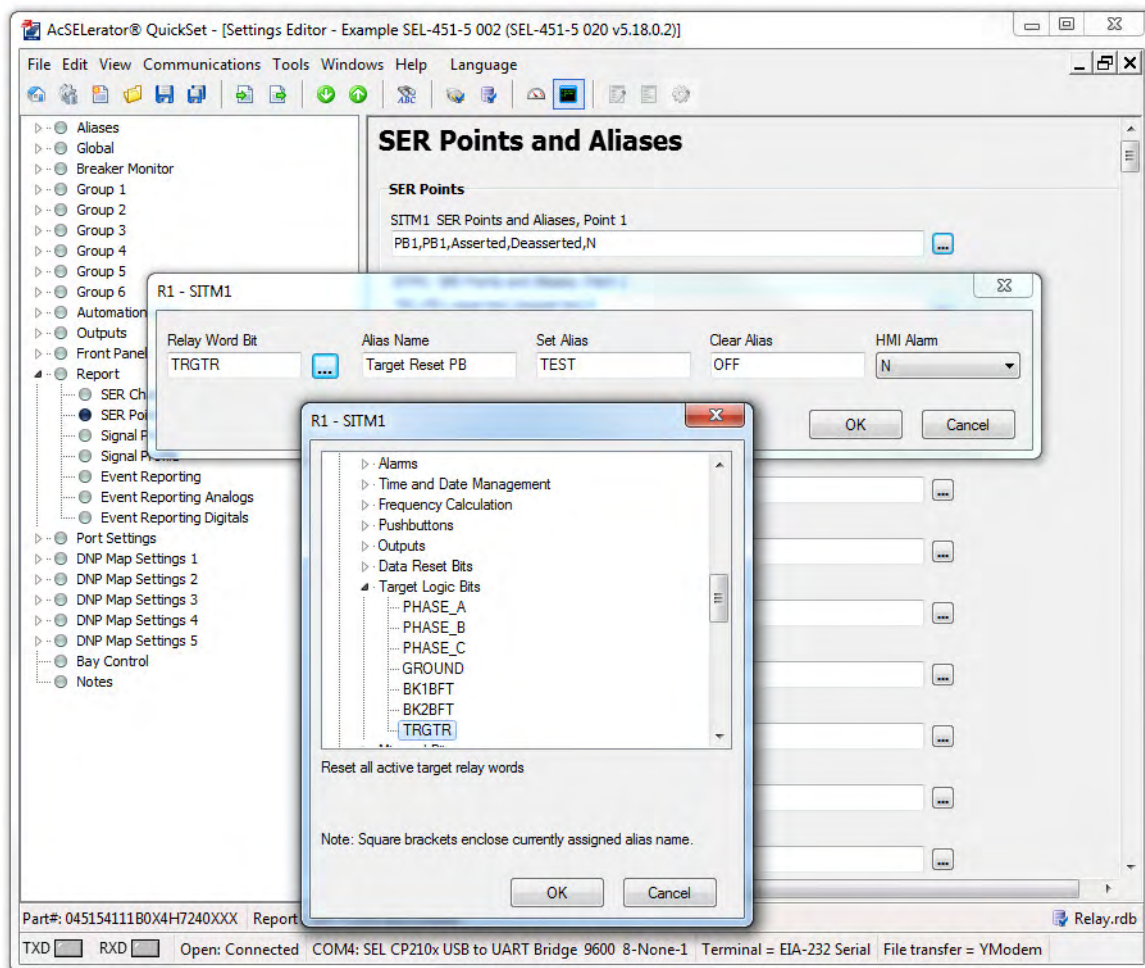 AcSELerator® QuickSet - [Settings Editor - Example SEL-451-5 002 (SEL-451-5 020 v5.18.0.2)]
File Edit View Communications Tools Windows Help Language
Aliases
Global
Breaker Monitor
Group 1
Group 2
Group 3
Group 4
Group 5
Group 6
Automation
Outputs
Front Panel
Report
SER Ch
SER Poi
Signal P
Signal Profile
Event Reporting
Event Reporting Analogs
Event Reporting Digitals
Port Settings
DNP Map Settings 1
DNP Map Settings 2
DNP Map Settings 3
DNP Map Settings 4
DNP Map Settings 5
Bay Control
Notes
SER Points and Aliases
SER Points
SITM1 SER Points and Aliases, Point 1
PB1,PB1,Asserted,Deasserted,N
...
R1 - SITM1
Relay Word Bit Alias Name Set Alias Clear Alias HMI Alarm
TRGTR ... Target Reset PB TEST OFF N
OK Cancel
R1 - SITM1
Alarms
Time and Date Management
Frequency Calculation
Pushbuttons
Outputs
Data Reset Bits
Target Logic Bits
PHASE_A
PHASE_B
PHASE_C
GROUND
BK1BFT
BK2BFT
TRGTR
Reset all active target relay words
Note: Square brackets enclose currently assigned alias name.
OK Cancel
...
...
...
...
...
...
...
Part#: 045154111B0X4H7240XXX Report
Relay.rdb
TXD RXD Open: Connected COM4: SEL CP210x USB to UART Bridge 9600 8-None-1 Terminal = EIA-232 Serial File transfer = YModem